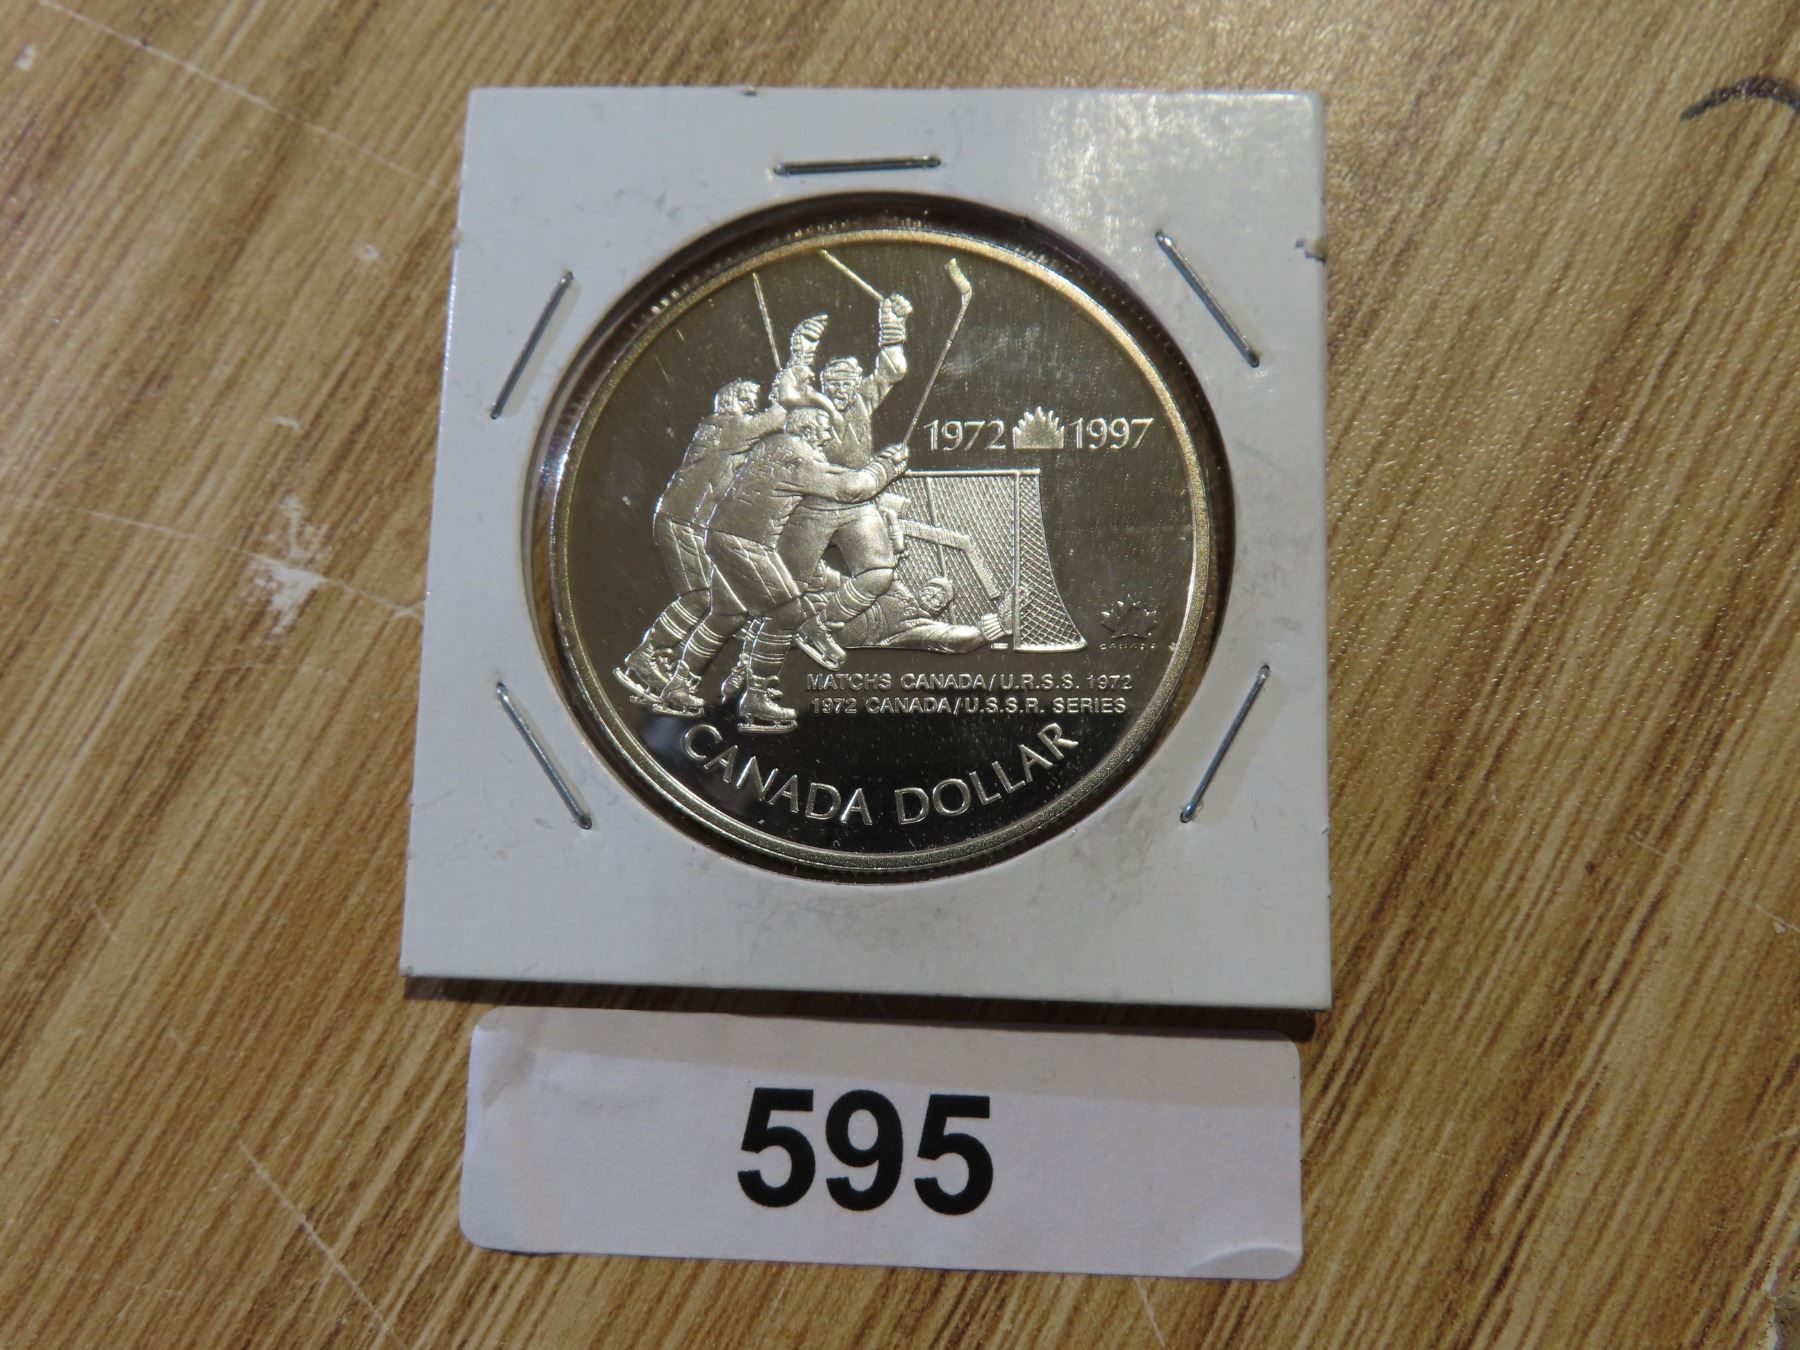 1972 1997
MATCHS CANADA/U.R.S.S. 1972
1972 CANADA/U.S.S.R. SERIES
CANADA DOLLAR
595